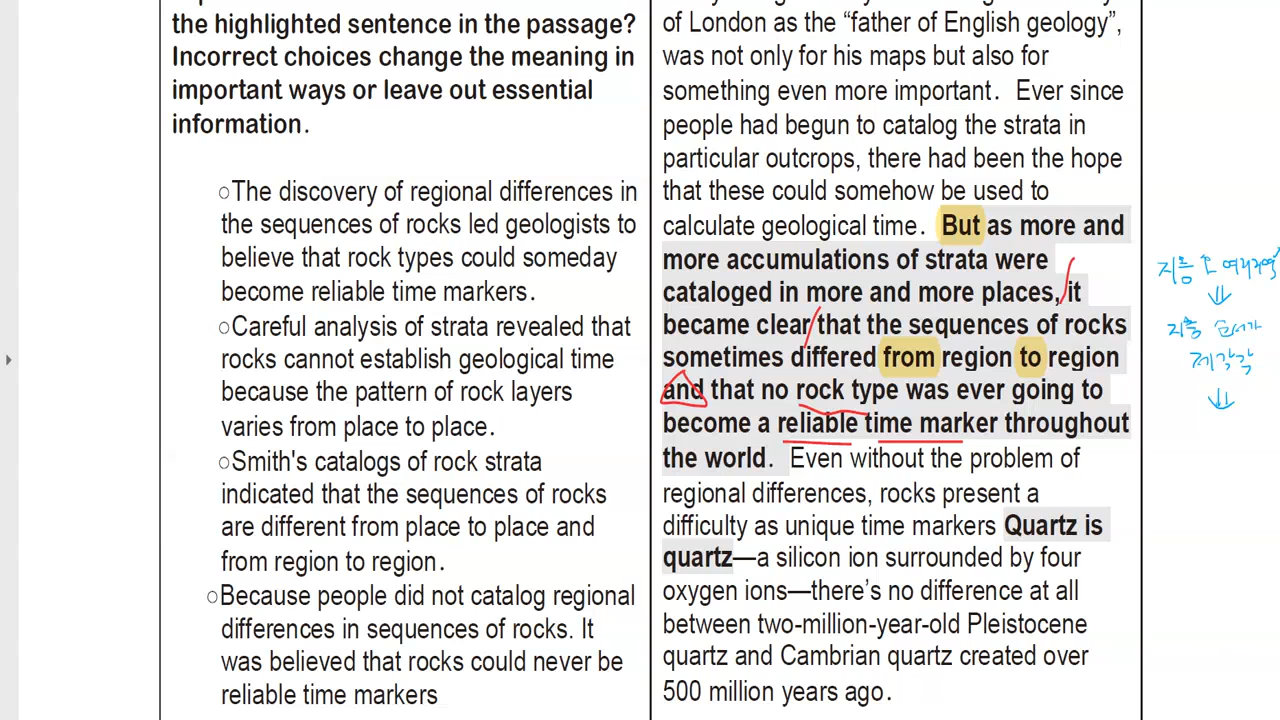 the highlighted sentence in the passage?
Incorrect choices change the meaning in
important ways or leave out essential
information.
○The discovery of regional differences in
the sequences of rocks led geologists to
believe that rock types could someday
become reliable time markers.
○Careful analysis of strata revealed that
rocks cannot establish geological time
because the pattern of rock layers
varies from place to place.
○Smith's catalogs of rock strata
indicated that the sequences of rocks
are different from place to place and
from region to region.
○Because people did not catalog regional
differences in sequences of rocks. It
was believed that rocks could never be
reliable time markers
of London as the “father of English geology”,
was not only for his maps but also for
something even more important. Ever since
people had begun to catalog the strata in
particular outcrops, there had been the hope
that these could somehow be used to
calculate geological time. But as more and
more accumulations of strata were
cataloged in more and more places, it
became clear that the sequences of rocks
sometimes differed from region to region
and that no rock type was ever going to
become a reliable time marker throughout
the world. Even without the problem of
regional differences, rocks present a
difficulty as unique time markers Quartz is
quartz—a silicon ion surrounded by four
oxygen ions—there’s no difference at all
between two-million-year-old Pleistocene
quartz and Cambrian quartz created over
500 million years ago.
지층 여러지역
지층 순서가
제각각